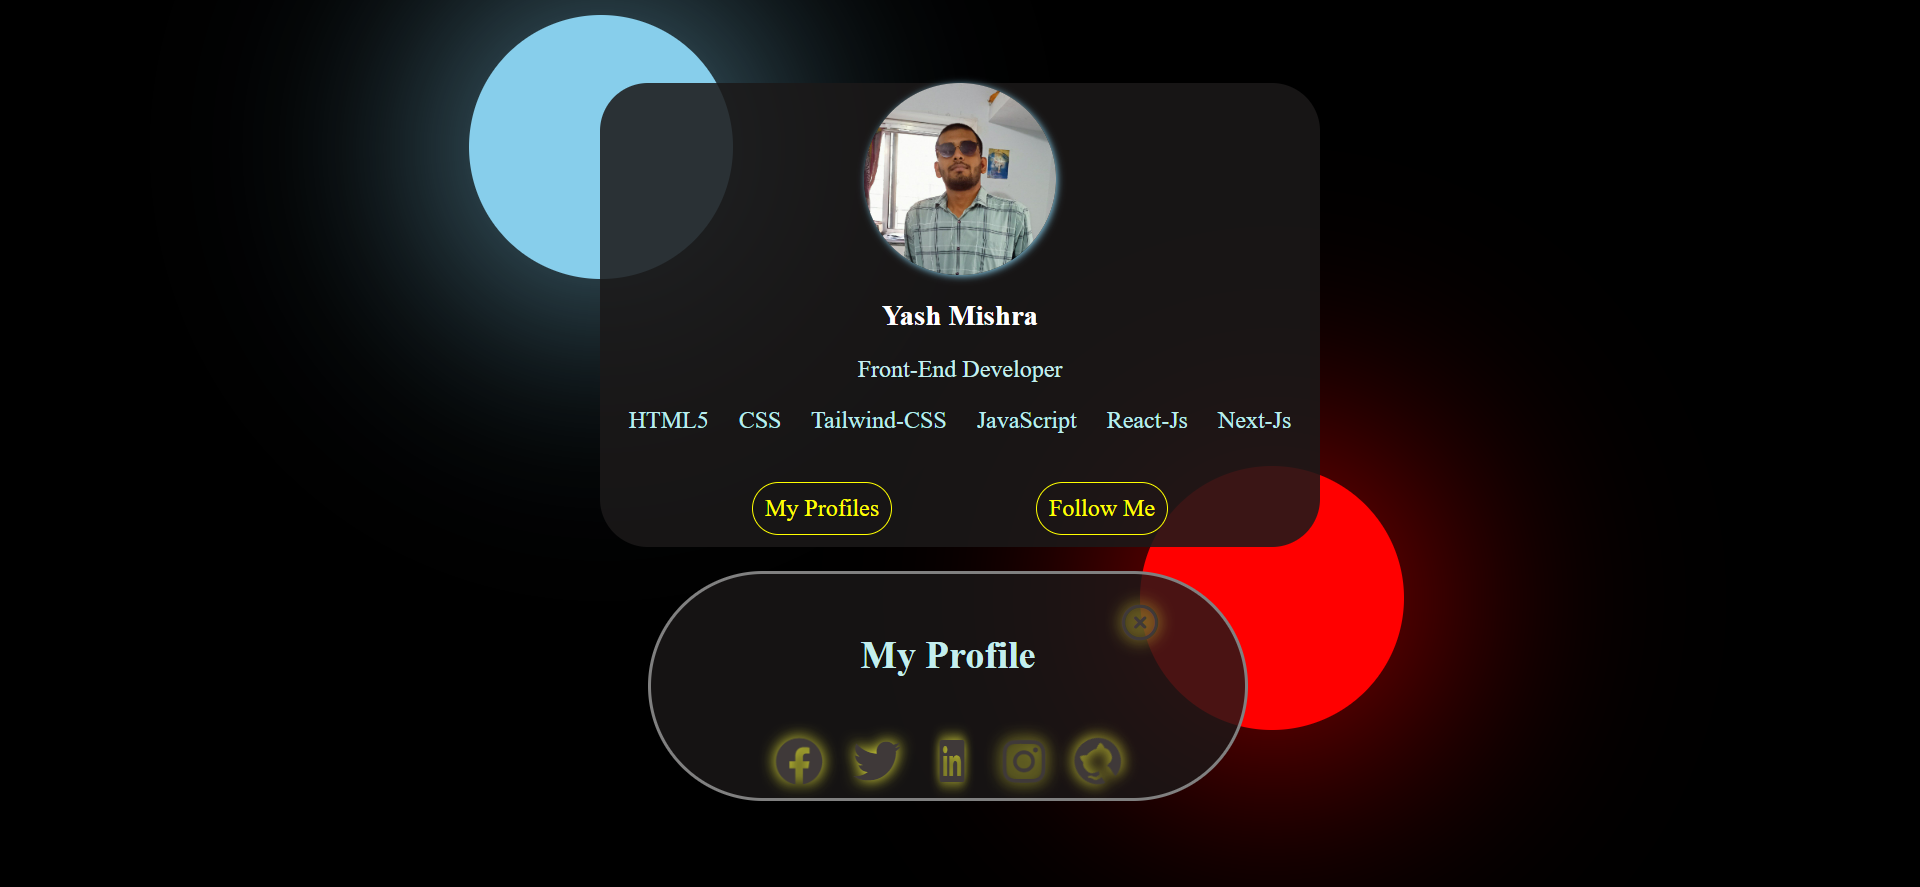 Yash Mishra
Front-End Developer
HTML5 CSS Tailwind-CSS JavaScript React-Js Next-Js
My Profiles Follow Me
My Profile
in